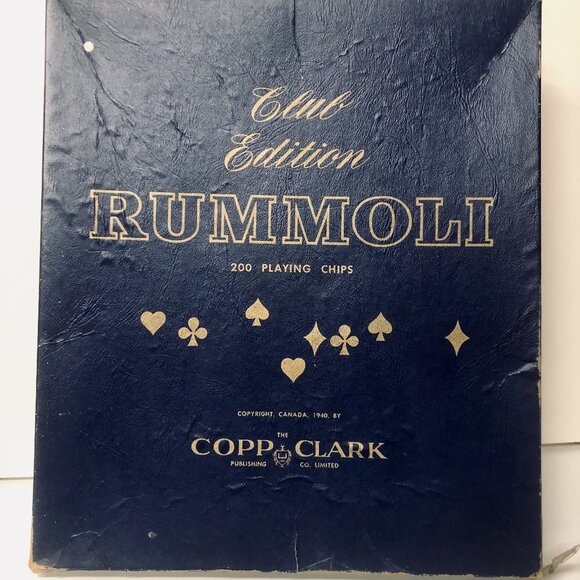 Club
Edition
RUMMOLI
200 PLAYING CHIPS
COPYRIGHT, CANADA, 1940, BY
THE
COPP CLARK
PUBLISHING CO. LIMITED